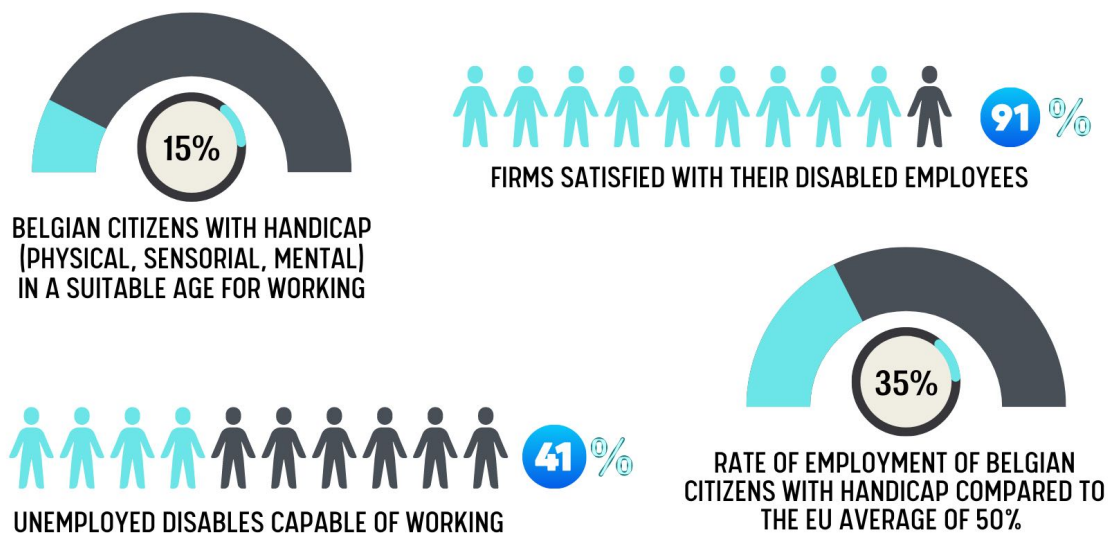 15%
BELGIAN CITIZENS WITH HANDICAP
(PHYSICAL, SENSORIAL, MENTAL)
IN A SUITABLE AGE FOR WORKING
91 %
FIRMS SATISFIED WITH THEIR DISABLED EMPLOYEES
41 %
UNEMPLOYED DISABLES CAPABLE OF WORKING
35%
RATE OF EMPLOYMENT OF BELGIAN
CITIZENS WITH HANDICAP COMPARED TO
THE EU AVERAGE OF 50%